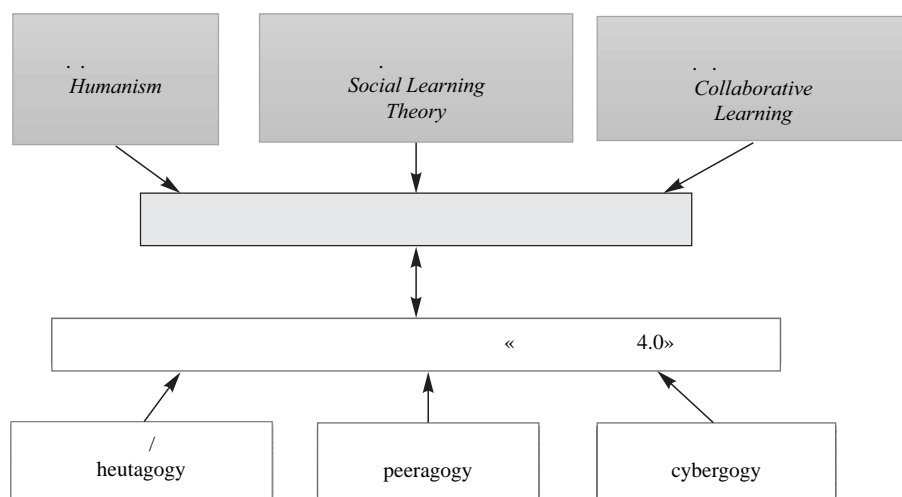 . .
Humanism
.
Social Learning
Theory
. .
Collaborative
Learning
« 4.0»
/
heutagogy
peeragogy
cybergogy